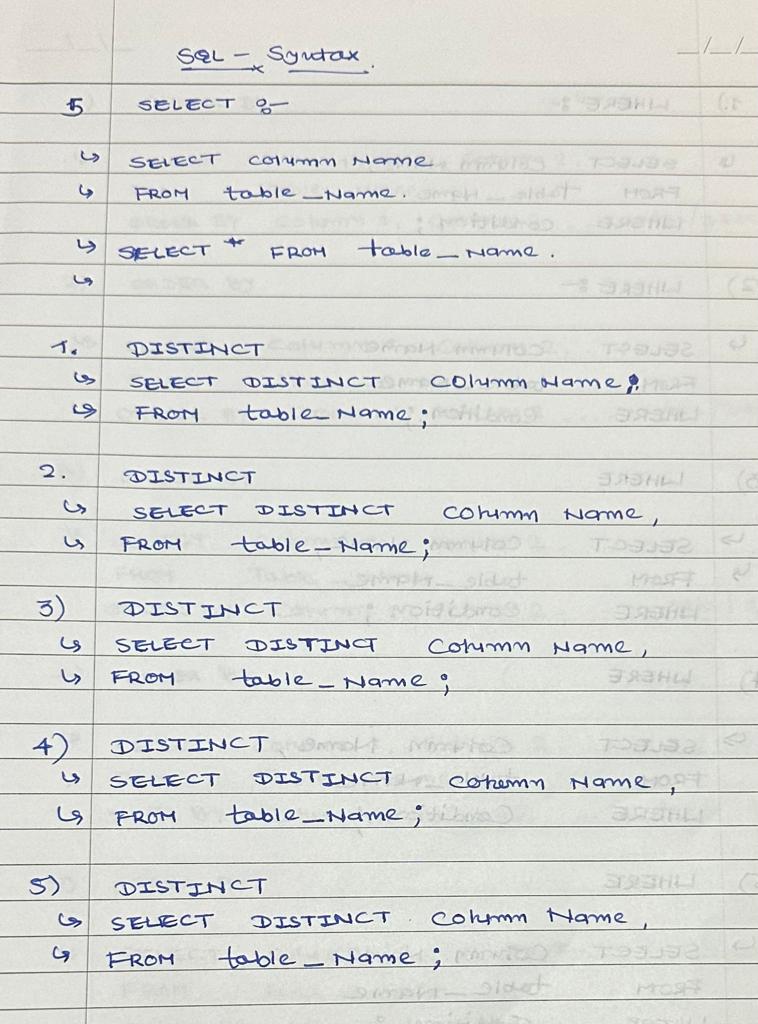 SQL - Syntax.
5 SELECT :-
↳ SELECT column Name
↳ FROM table_Name.
↳ SELECT * FROM table_Name.
↳
1. DISTINCT
↳ SELECT DISTINCT Column Name;
↳ FROM table_Name;
2. DISTINCT
↳ SELECT DISTINCT Column Name,
↳ FROM table_Name;
3) DISTINCT
↳ SELECT DISTINCT Column Name,
↳ FROM table_Name;
4) DISTINCT
↳ SELECT DISTINCT Column Name,
↳ FROM table_Name;
5) DISTINCT
↳ SELECT DISTINCT Column Name,
↳ FROM table_Name;